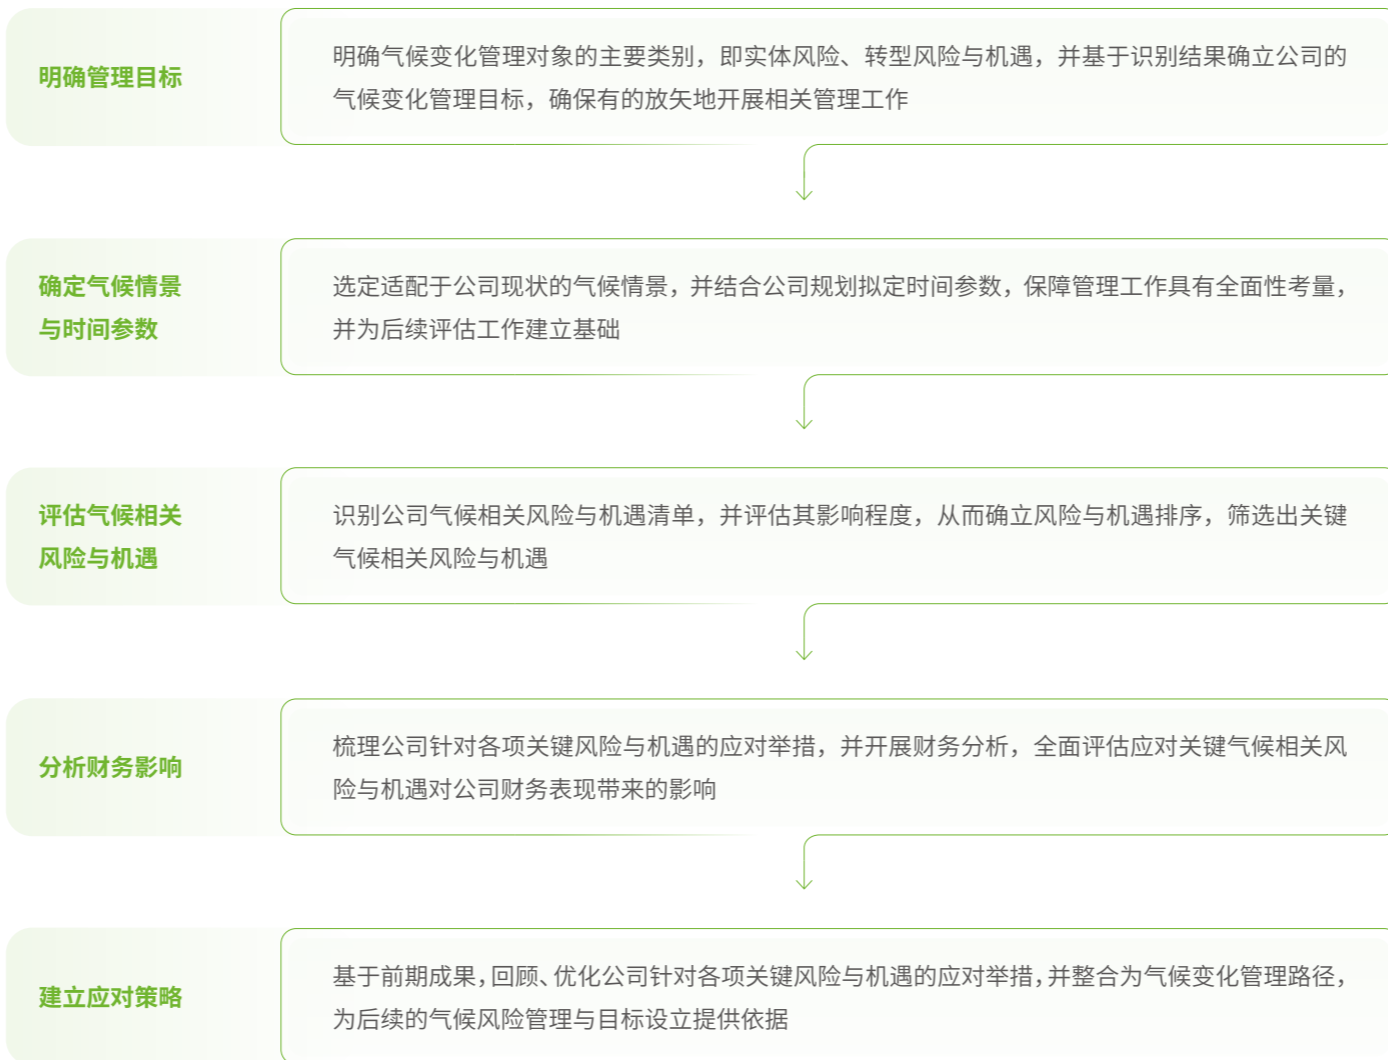 明确管理目标
明确气候变化管理对象的主要类别，即实体风险、转型风险与机遇，并基于识别结果确立公司的
气候变化管理目标，确保有的放矢地开展相关管理工作
确定气候情景
与时间参数
选定适配于公司现状的气候情景，并结合公司规划拟定时间参数，保障管理工作具有全面性考量，
并为后续评估工作建立基础
评估气候相关
风险与机遇
识别公司气候相关风险与机遇清单，并评估其影响程度，从而确立风险与机遇排序，筛选出关键
气候相关风险与机遇
分析财务影响
梳理公司针对各项关键风险与机遇的应对举措，并开展财务分析，全面评估应对关键气候相关风
险与机遇对公司财务表现带来的影响
建立应对策略
基于前期成果，回顾、优化公司针对各项关键风险与机遇的应对举措，并整合为气候变化管理路径，
为后续的气候风险管理与目标设立提供依据